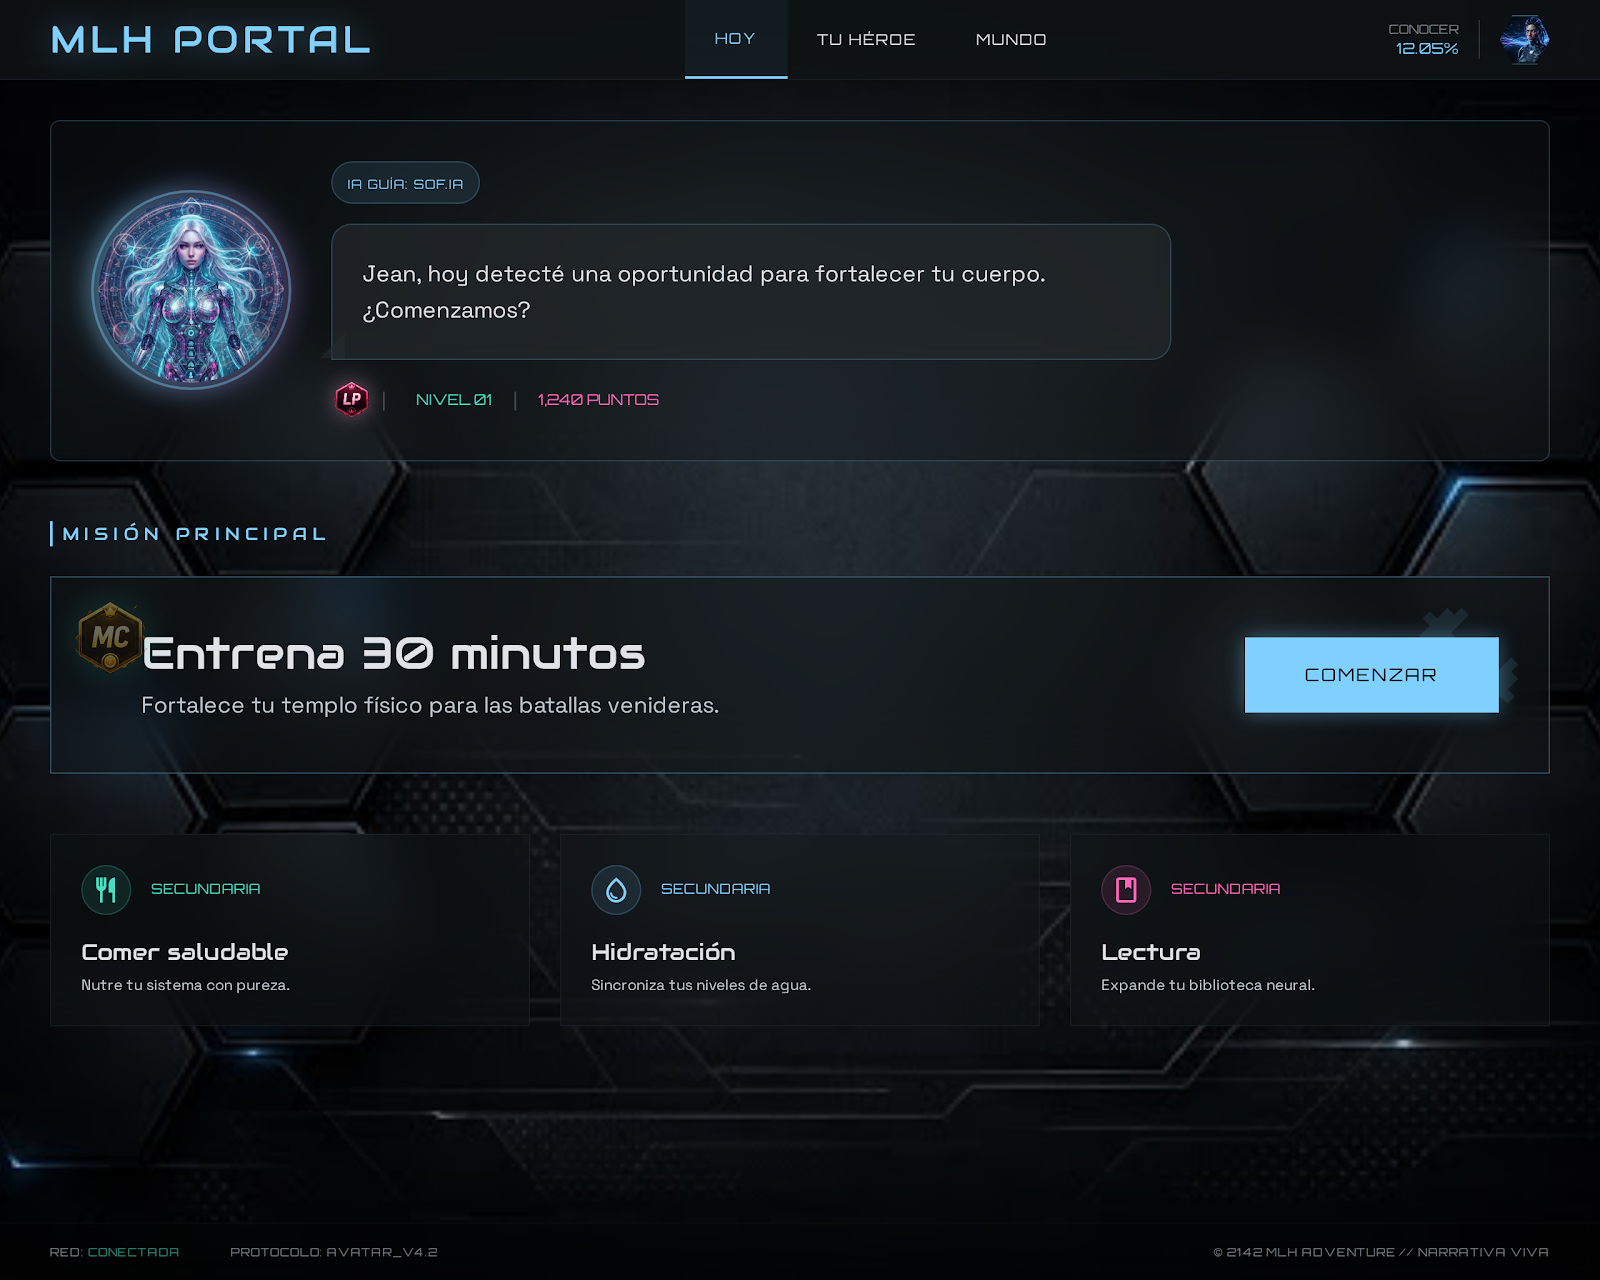 MLH PORTAL
HOY
TU HÉROE
MUNDO
CONOCER
12.05%
IA GUÍA: SOF.IA
Jean, hoy detecté una oportunidad para fortalecer tu cuerpo.
¿Comenzamos?
LP
NIVEL 01
1,240 PUNTOS
MISIÓN PRINCIPAL
MC
Entrena 30 minutos
Fortalece tu templo físico para las batallas venideras.
COMENZAR
SECUNDARIA
Comer saludable
Nutre tu sistema con pureza.
SECUNDARIA
Hidratación
Sincroniza tus niveles de agua.
SECUNDARIA
Lectura
Expande tu biblioteca neural.
RED: CONECTADA
PROTOCOLO: AVATAR_V4.2
© 2142 MLH ADVENTURE // NARRATIVA VIVA